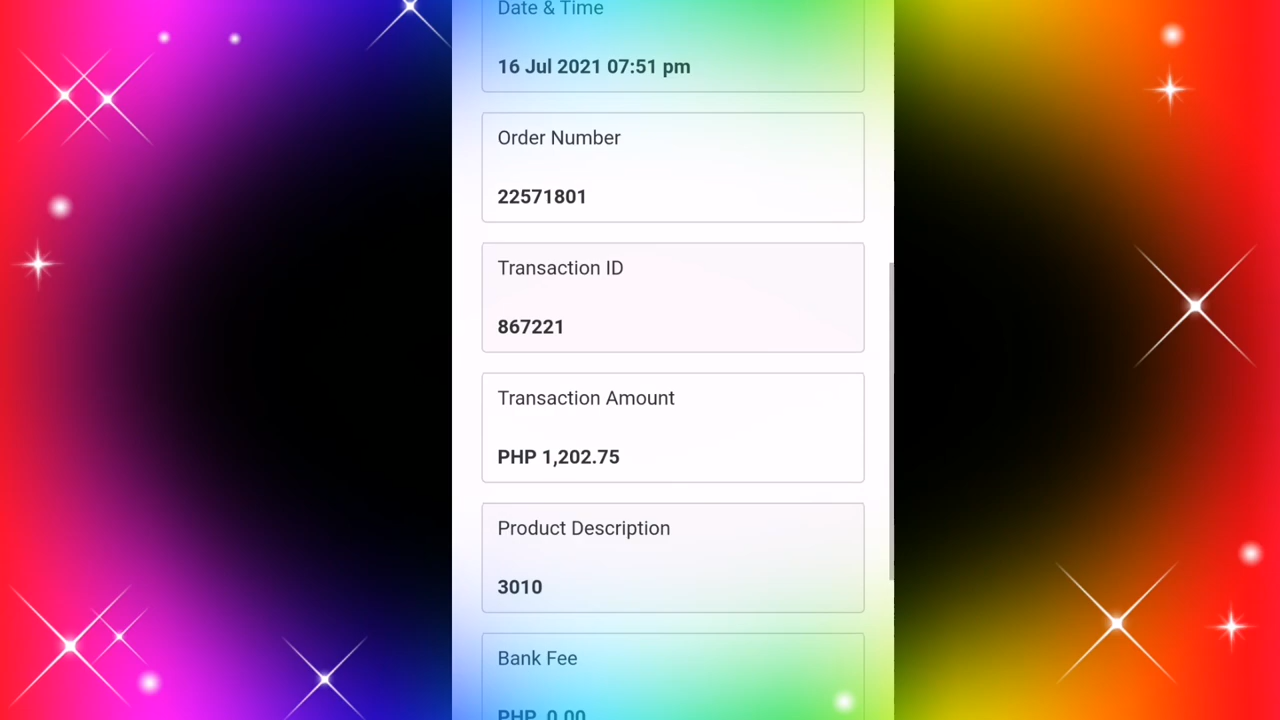 Date & Time
16 Jul 2021 07:51 pm
Order Number
22571801
Transaction ID
867221
Transaction Amount
PHP 1,202.75
Product Description
3010
Bank Fee
PHP 0.00